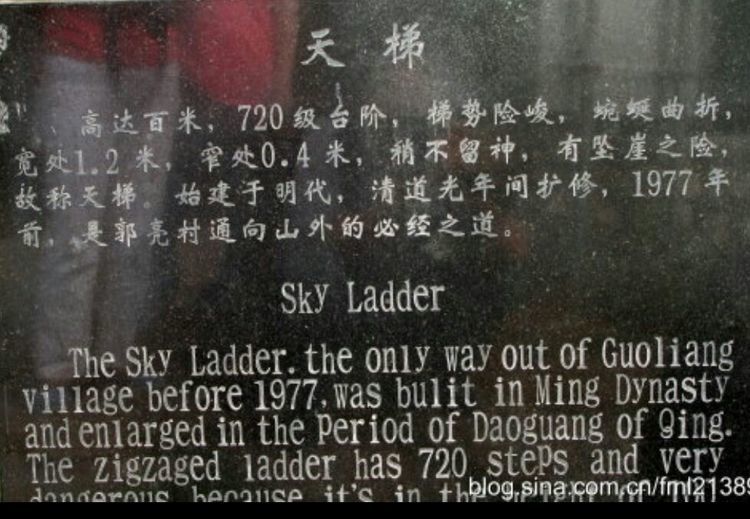 天梯
高达百米，720级台阶，梯势险峻，蜿蜒曲折，
宽处1.2米，窄处0.4米，稍不留神，有坠崖之险，
故称天梯。始建于明代，清道光年间扩修，1977年
前，是郭亮村通向山外的必经之道。
Sky Ladder
The Sky Ladder. the only way out of Guoliang
village before 1977, was bulit in Ming Dynasty
and enlarged in the Period of Daoguang of Qing.
The zigzaged ladder has 720 steps and very
dangerous because it's in the
blog.sina.com.cn/fml21389